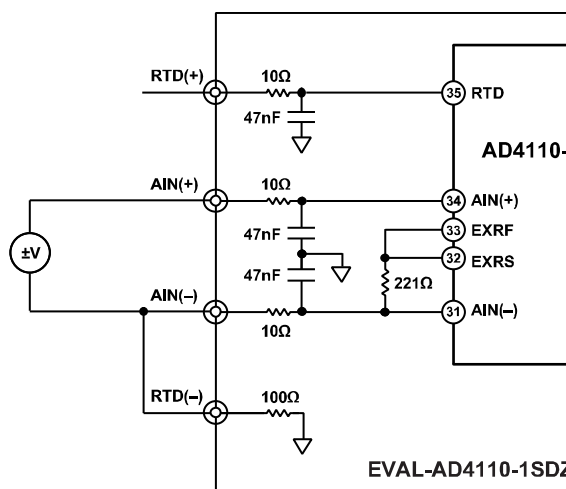 RTD(+)
10Ω
35 RTD
47nF
AD4110-
AIN(+)
10Ω
34 AIN(+)
47nF
33 EXRF
±V
32 EXRS
47nF
221Ω
AIN(–)
31 AIN(–)
10Ω
RTD(–)
100Ω
EVAL-AD4110-1SDZ